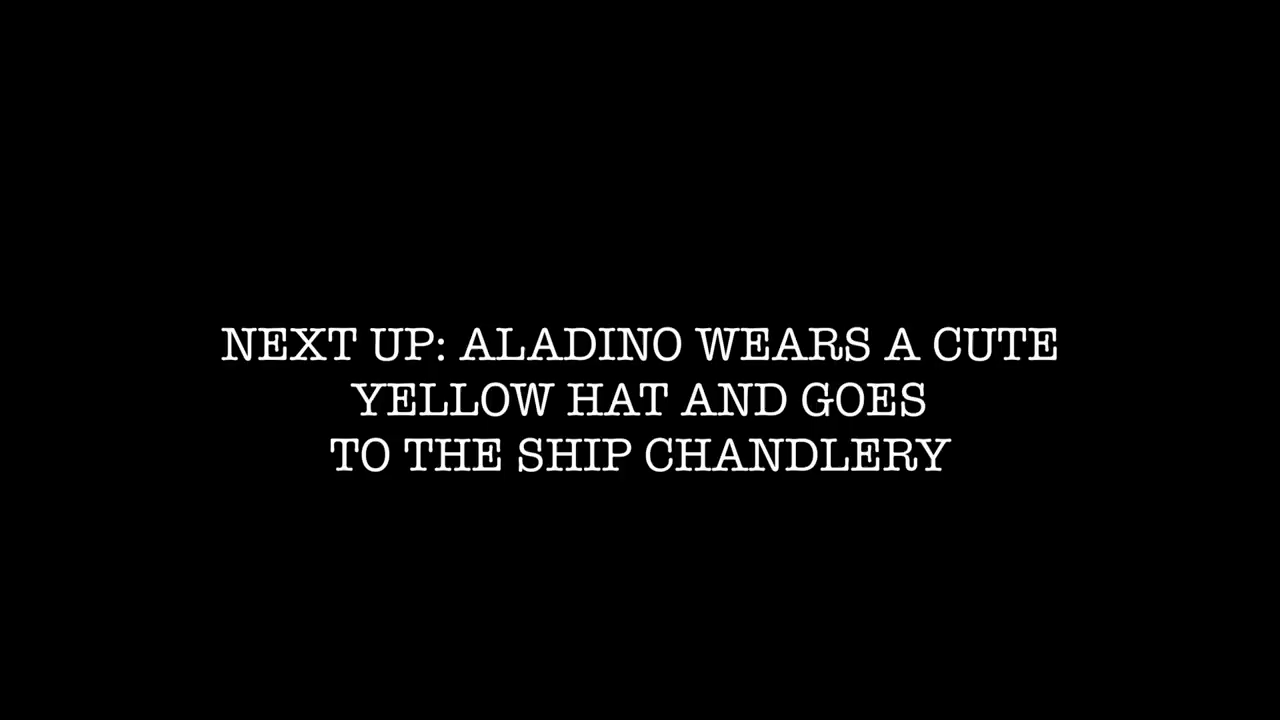 NEXT UP: ALADINO WEARS A CUTE
YELLOW HAT AND GOES
TO THE SHIP CHANDLERY